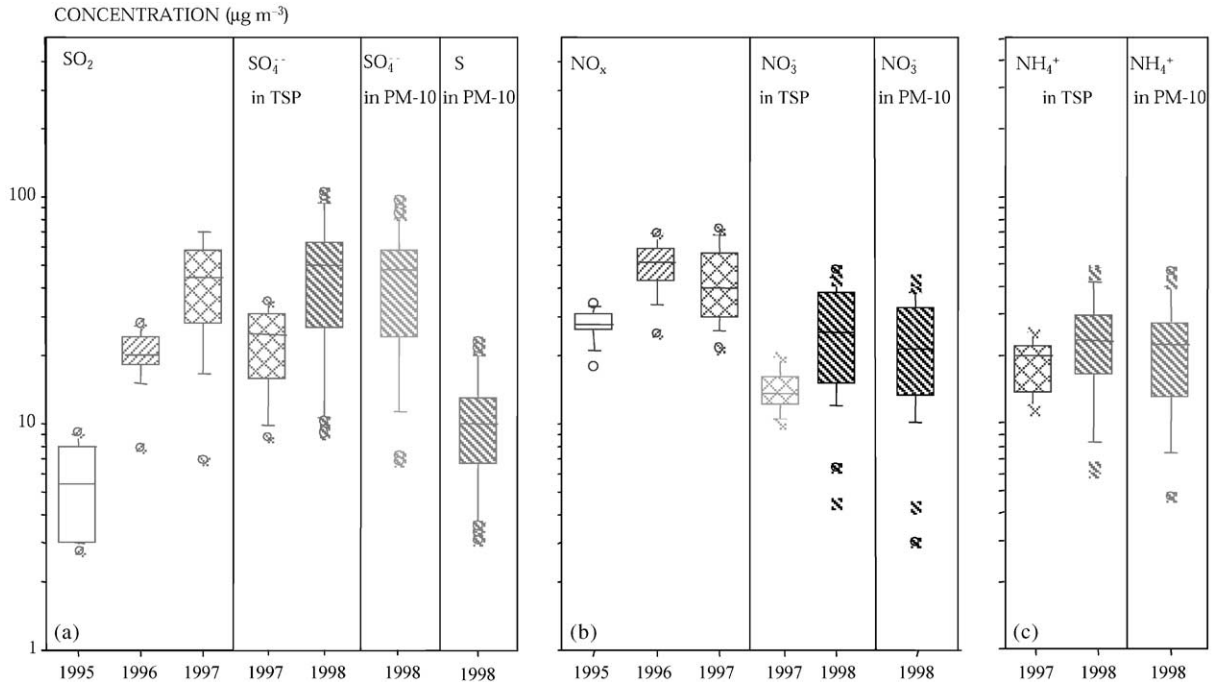 CONCENTRATION (μg m⁻³)
SO₂
SO₄⁻⁻
in TSP
SO₄⁻⁻
in PM-10
S
in PM-10
100
10
1
(a)
1995 1996 1997 1997 1998 1998 1998
NOₓ
NO₃⁻
in TSP
NO₃⁻
in PM-10
(b)
1995 1996 1997 1997 1998 1998
NH₄⁺
in TSP
NH₄⁺
in PM-10
(c)
1997 1998 1998